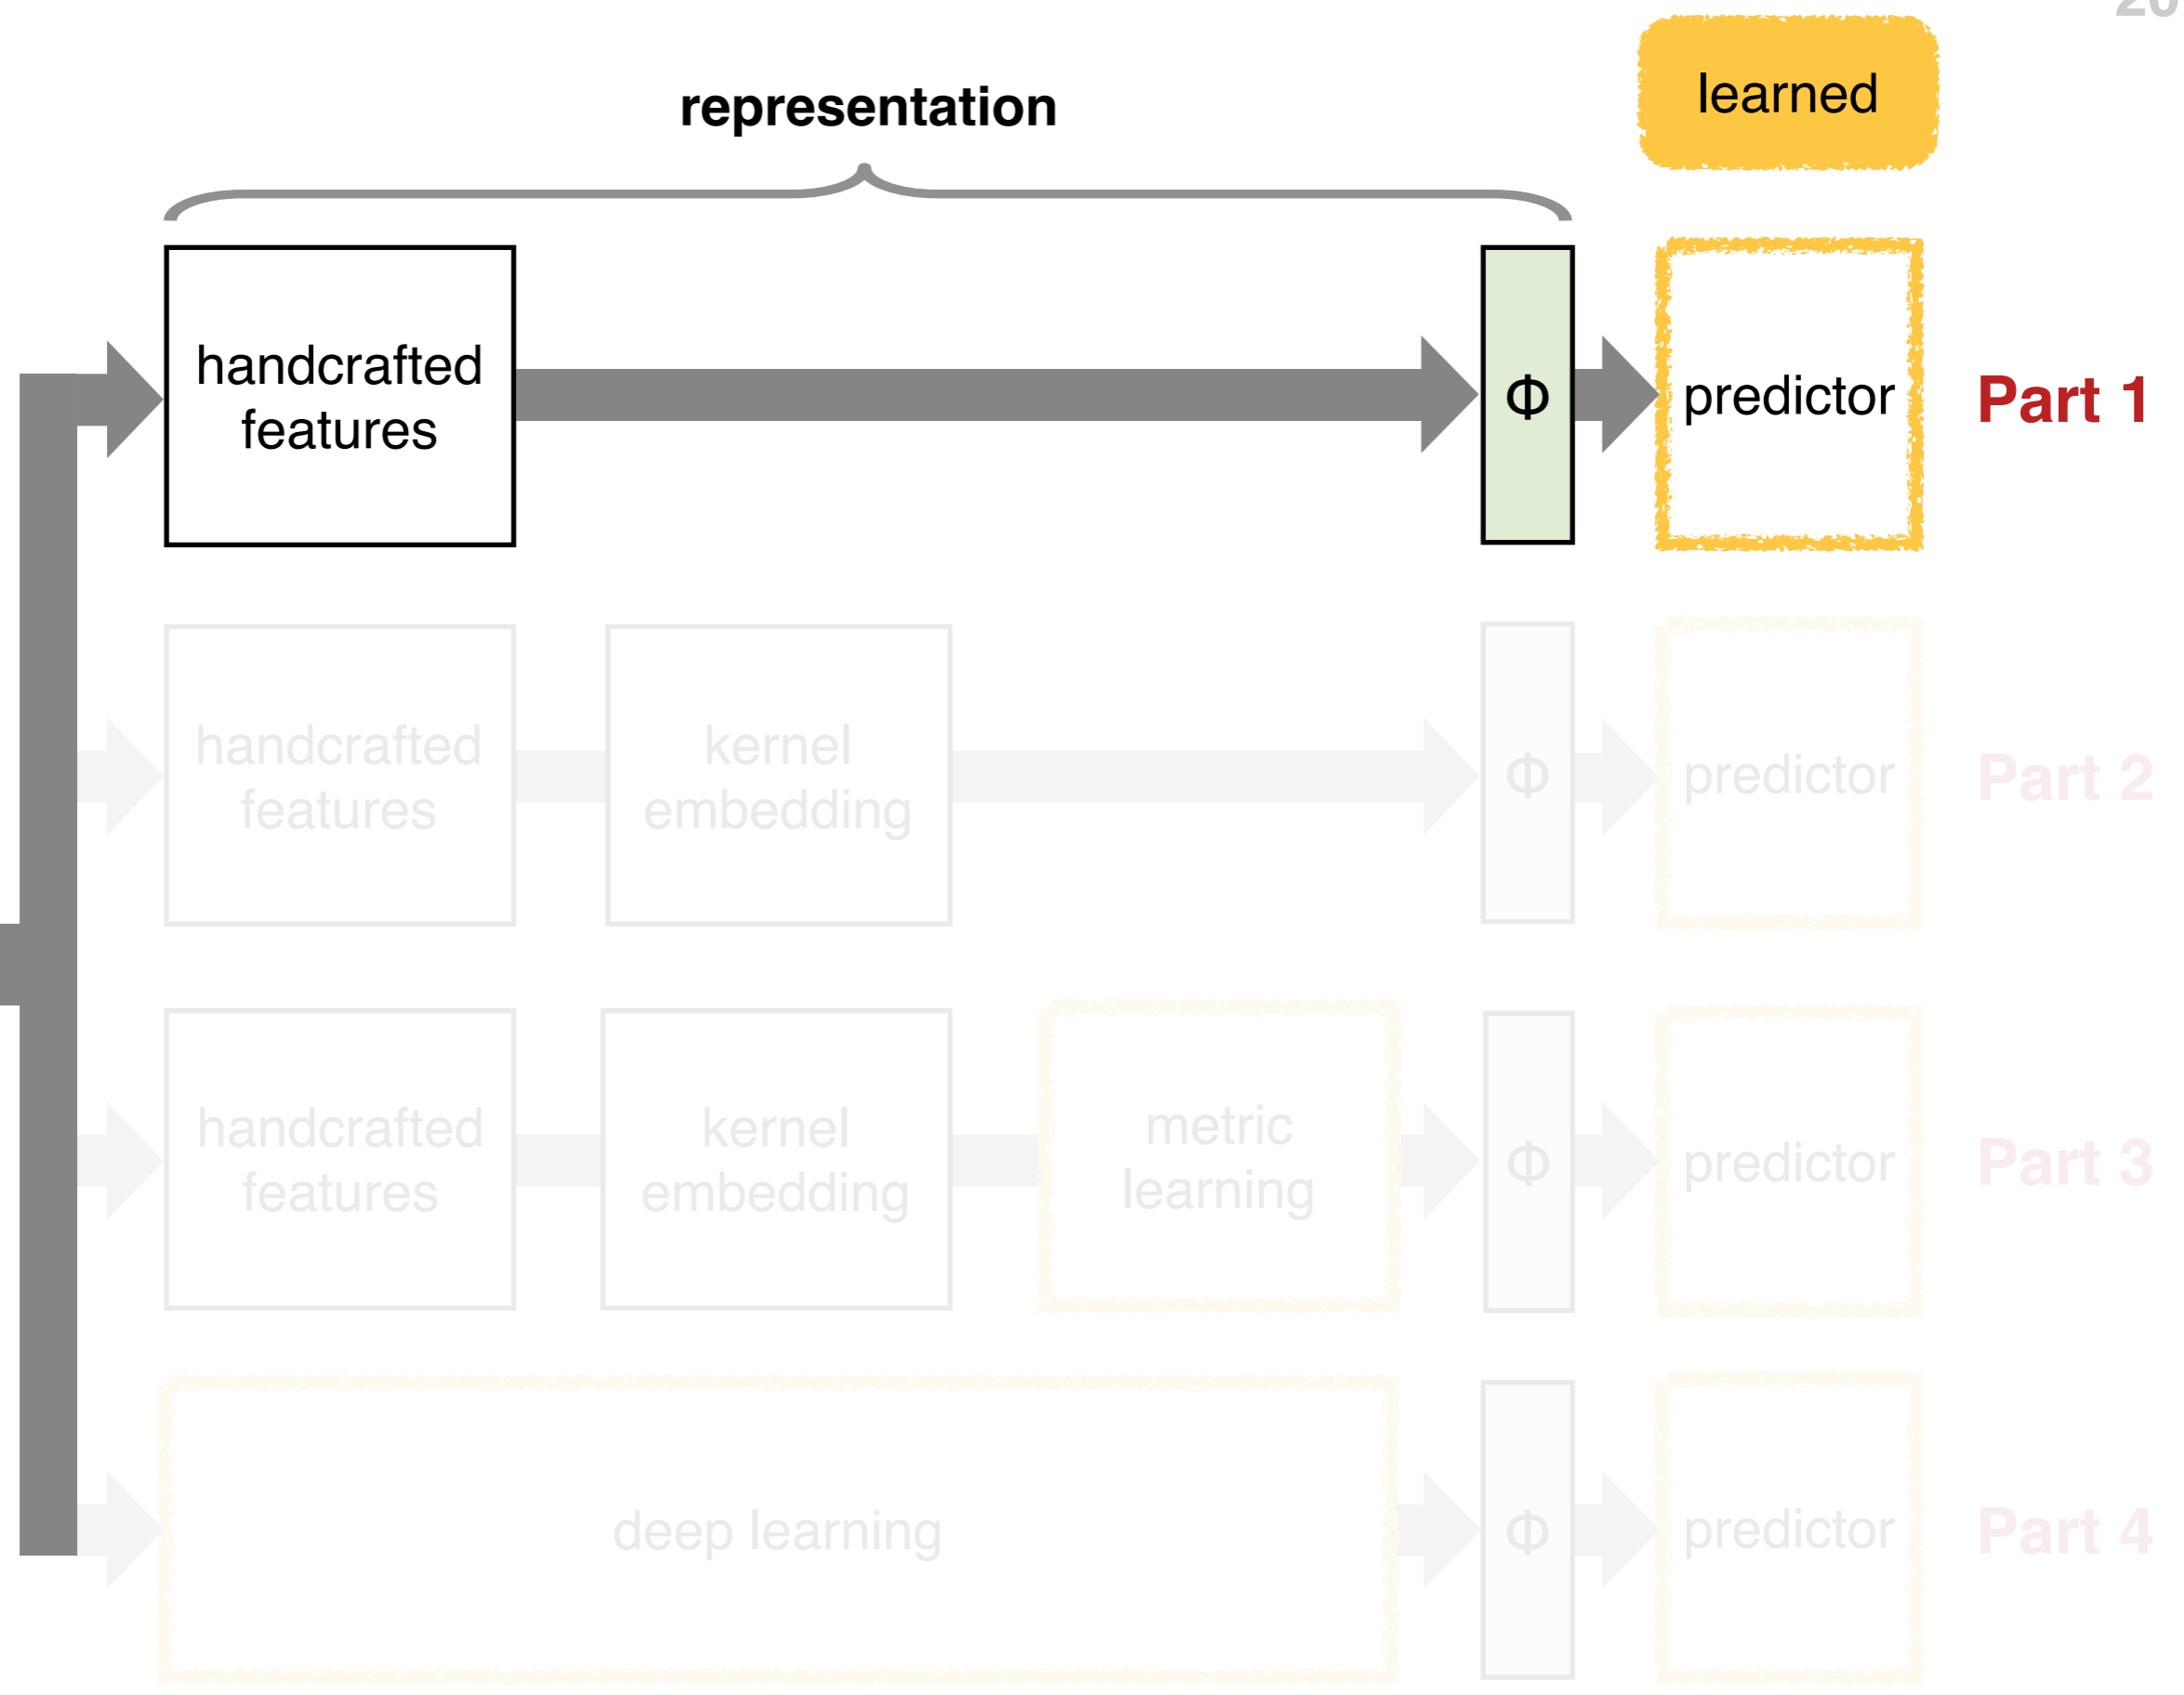 representation
learned
handcrafted
features
Φ
predictor
Part 1
handcrafted
features
kernel
embedding
Φ
predictor
Part 2
handcrafted
features
kernel
embedding
metric
learning
Φ
predictor
Part 3
deep learning
Φ
predictor
Part 4